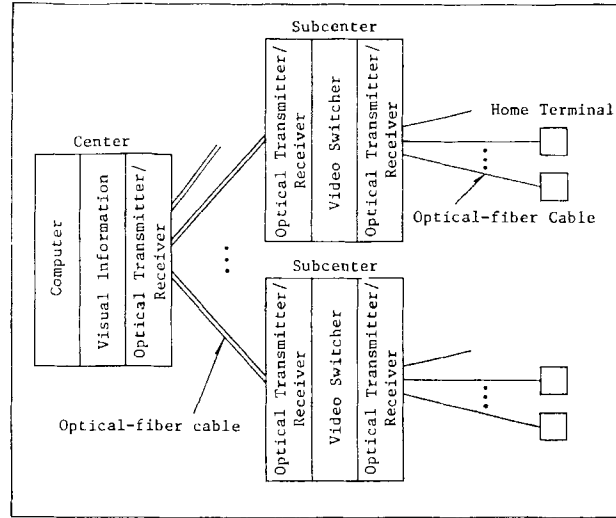 Subcenter
Optical Transmitter/
Receiver
Video Switcher
Optical Transmitter/
Receiver
Home Terminal
Optical-fiber Cable
Center
Computer
Visual Information
Optical Transmitter/
Receiver
Optical-fiber cable
Subcenter
Optical Transmitter/
Receiver
Video Switcher
Optical Transmitter/
Receiver